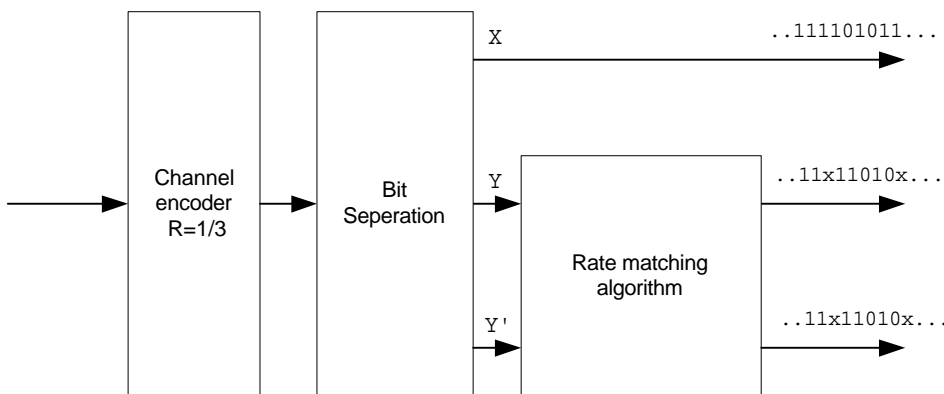 X
..111101011...
Channel
encoder
R=1/3
Bit
Seperation
Y
..11x11010x...
Rate matching
algorithm
Y'
..11x11010x...